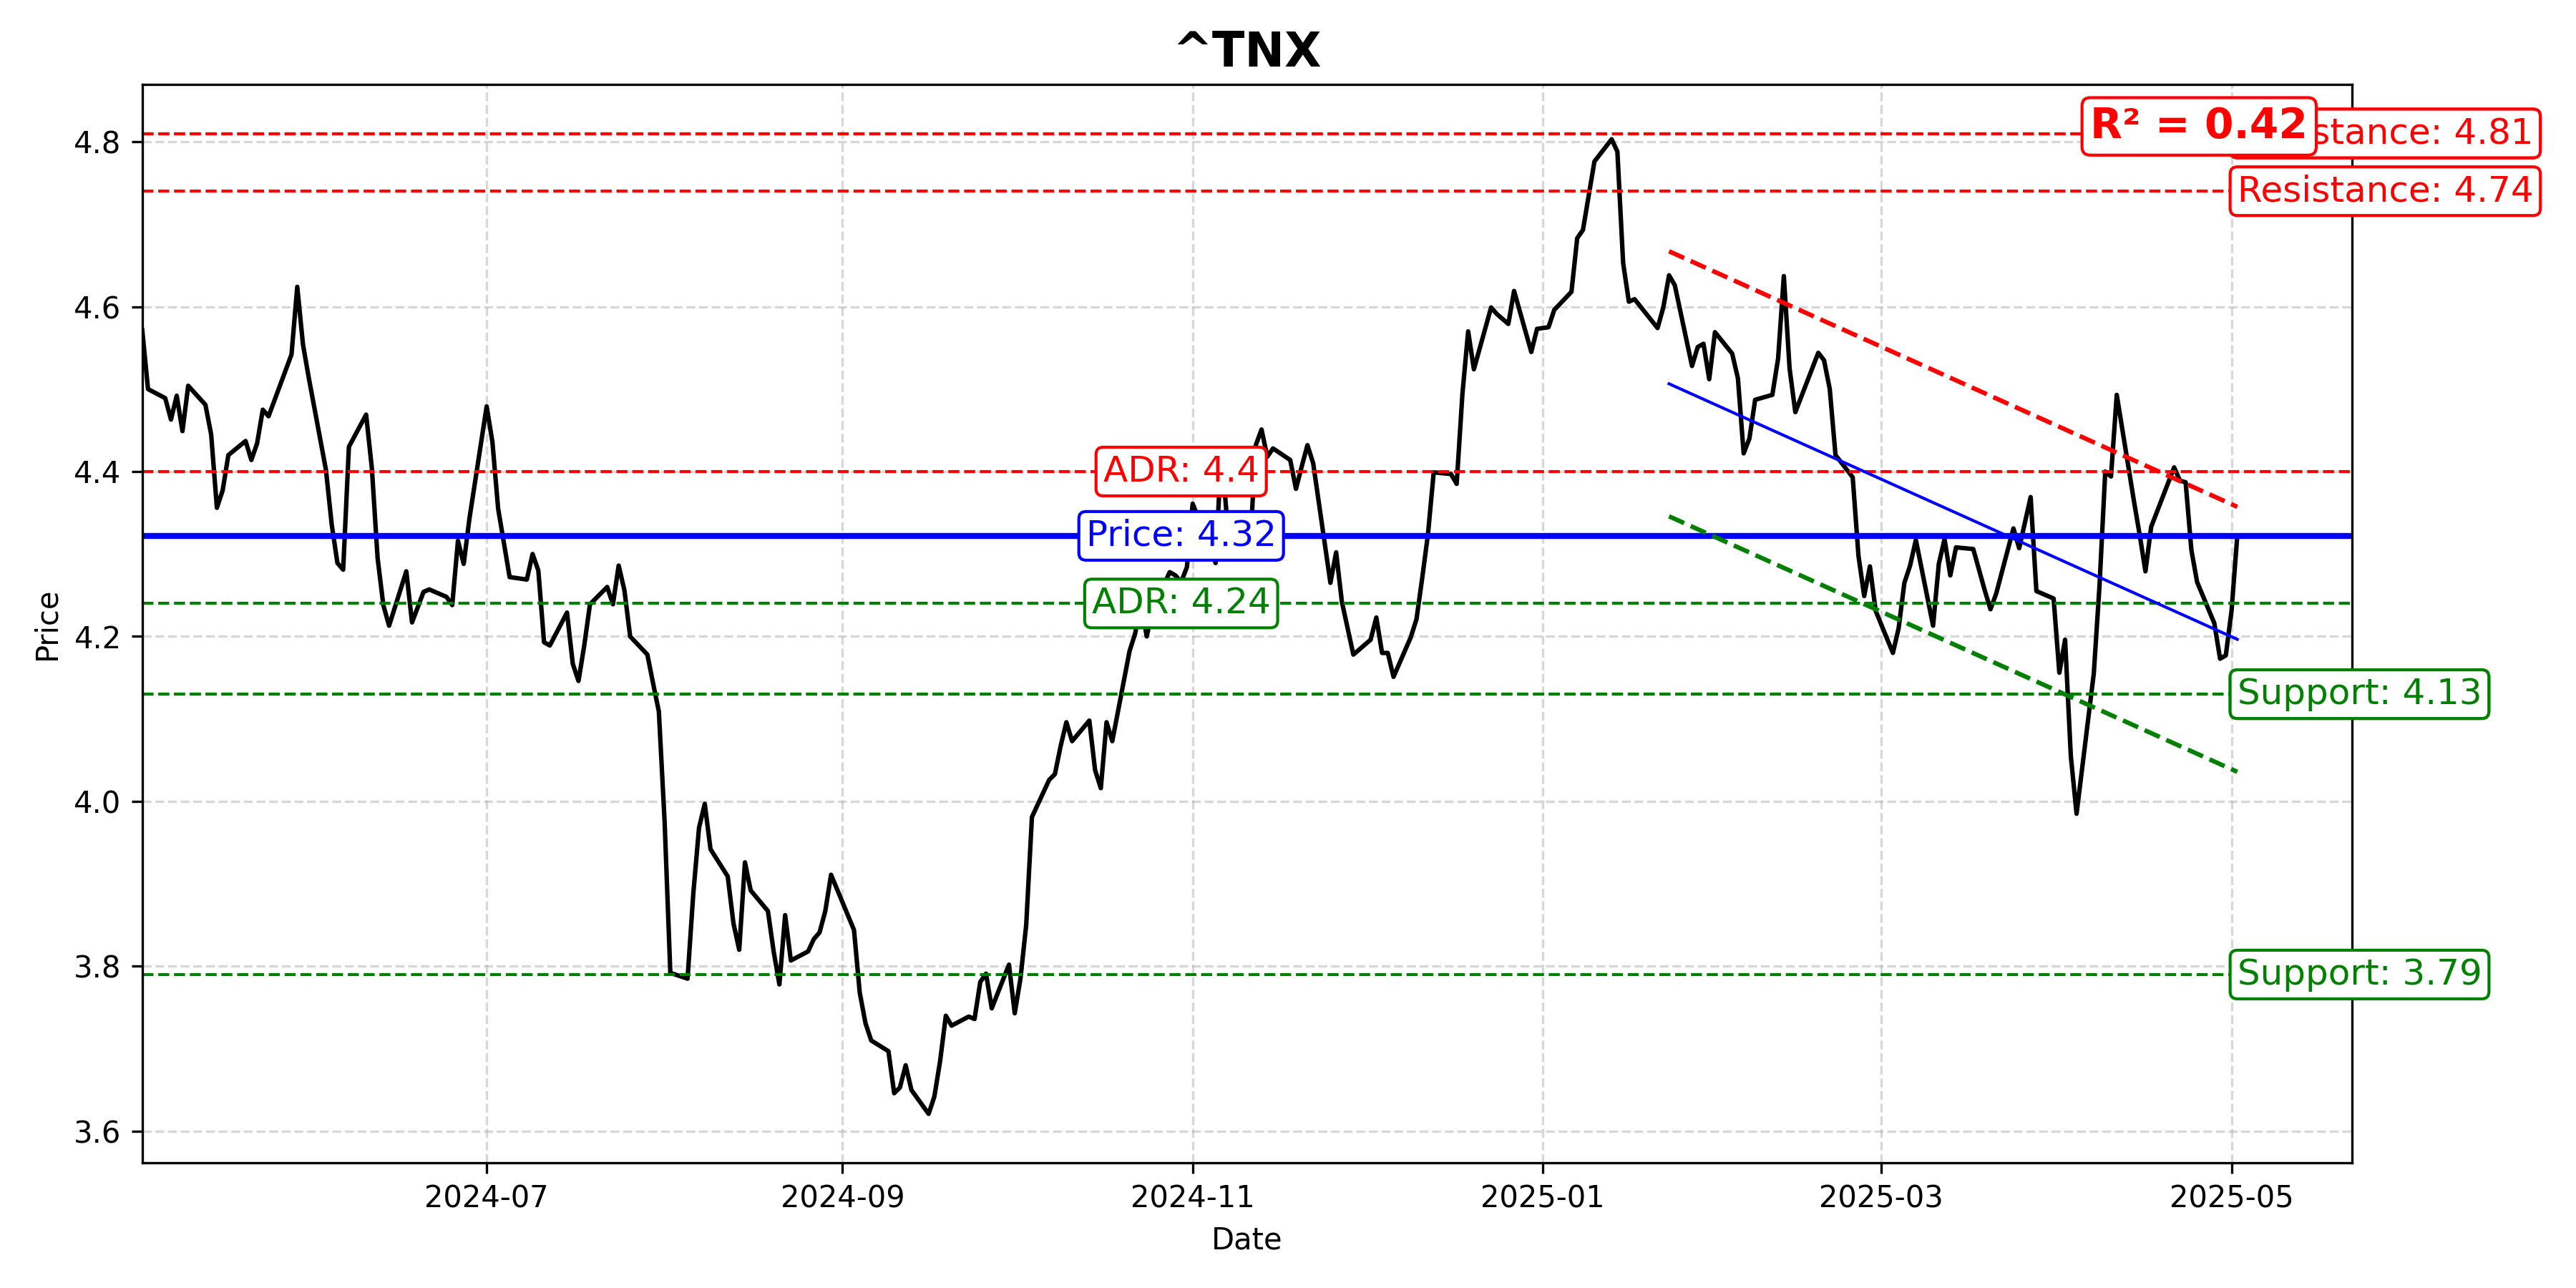 ^TNX
R² = 0.42
stance: 4.81
Resistance: 4.74
ADR: 4.4
Price: 4.32
ADR: 4.24
Support: 4.13
Support: 3.79
Price
4.8
4.6
4.4
4.2
4.0
3.8
3.6
2024-07
2024-09
2024-11
2025-01
2025-03
2025-05
Date